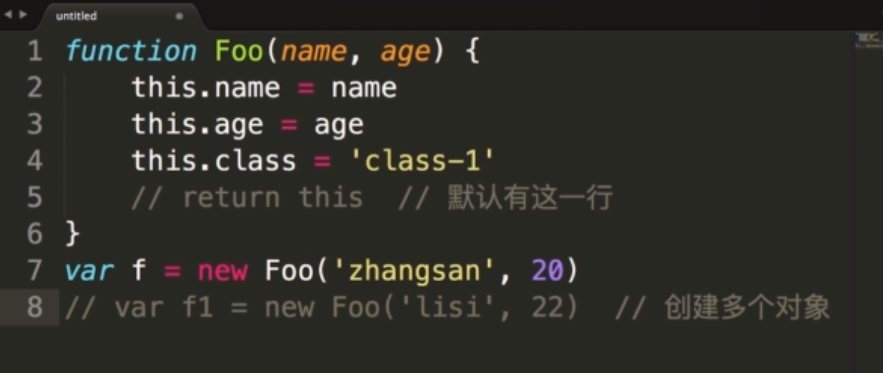 untitled
1 function Foo(name, age) {
2 this.name = name
3 this.age = age
4 this.class = 'class-1'
5 // return this // 默认有这一行
6 }
7 var f = new Foo('zhangsan', 20)
8 // var f1 = new Foo('lisi', 22) // 创建多个对象